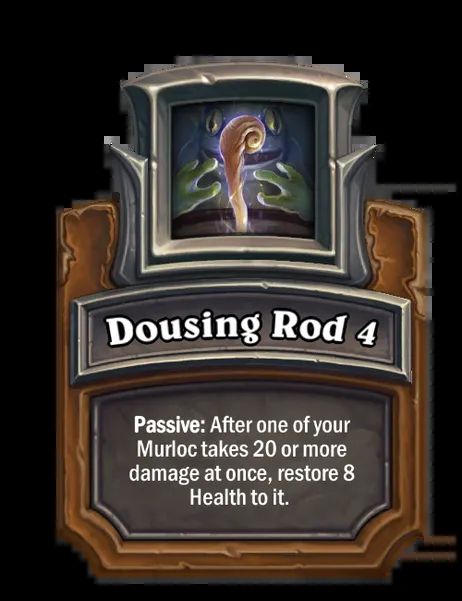 Dousing Rod 4
Passive: After one of your
Murloc takes 20 or more
damage at once, restore 8
Health to it.